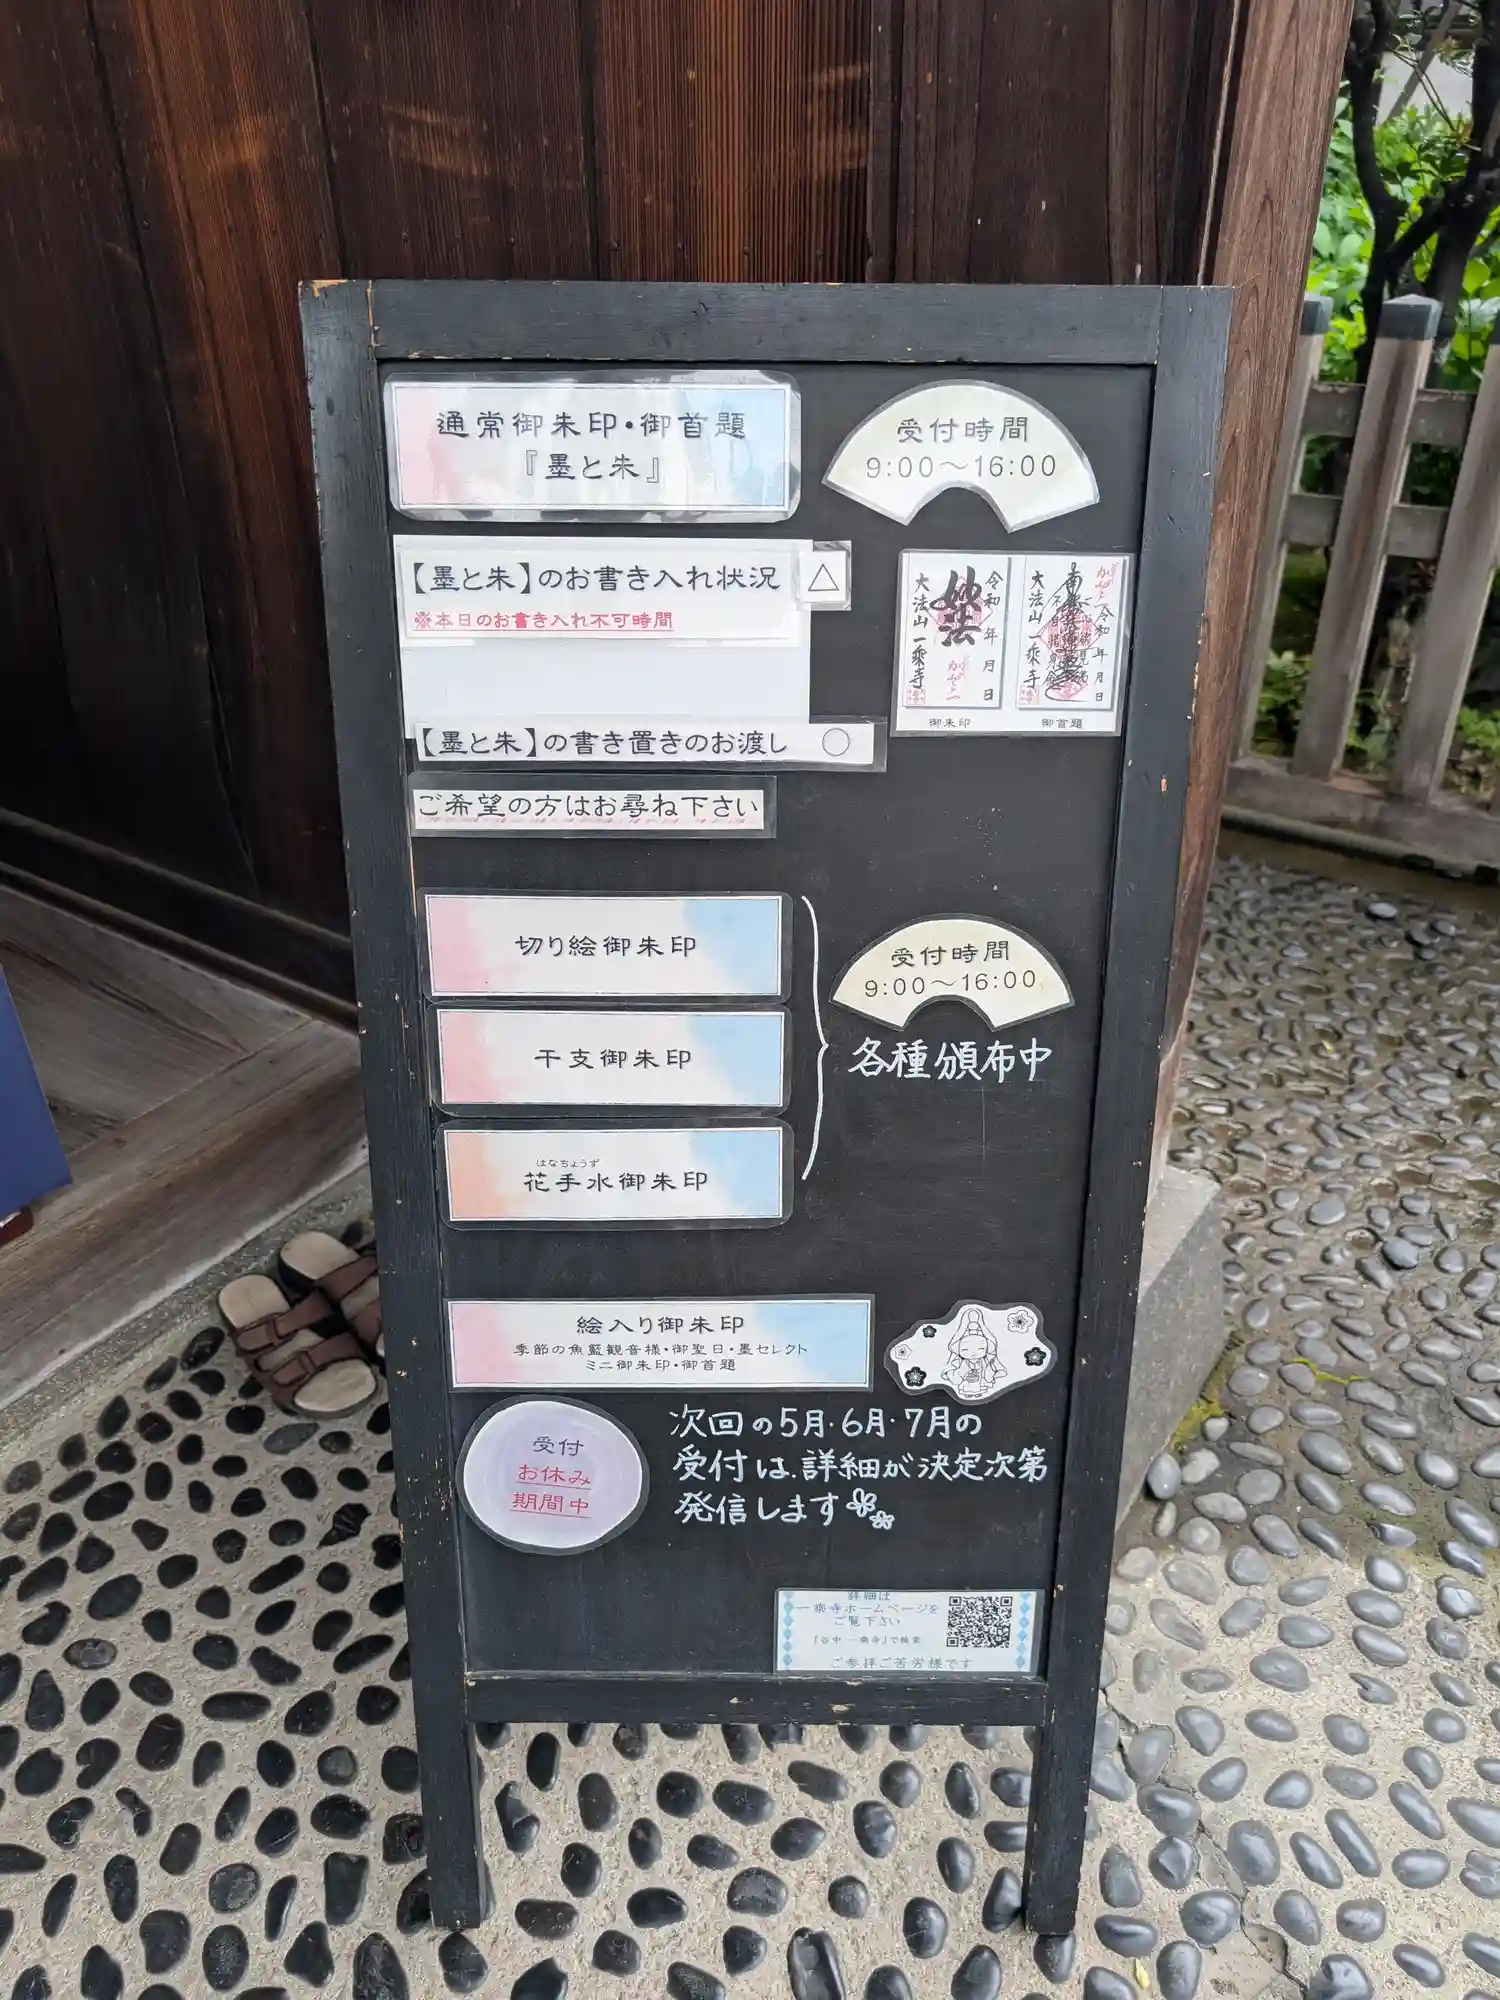 通常御朱印・御首題
『墨と朱』
受付時間
9:00～16:00
【墨と朱】のお書き入れ状況 △
※本日のお書き入れ不可時間
妙法
令和 年 月 日
大法山一乗寺
令和 年 月 日
大法山一乗寺
御朱印
御首題
【墨と朱】の書き置きのお渡し ○
ご希望の方はお尋ね下さい
切り絵御朱印
干支御朱印
はなちょうず
花手水御朱印
受付時間
9:00～16:00
各種頒布中
絵入り御朱印
季節の魚籃観音様・御聖日・墨セレクト
ミニ御朱印・御首題
受付
お休み
期間中
次回の5月・6月・7月の
受付は、詳細が決定次第
発信します
詳細は
一乗寺ホームページを
ご覧下さい
「谷中 一乗寺」で検索
ご参拝ご苦労様です